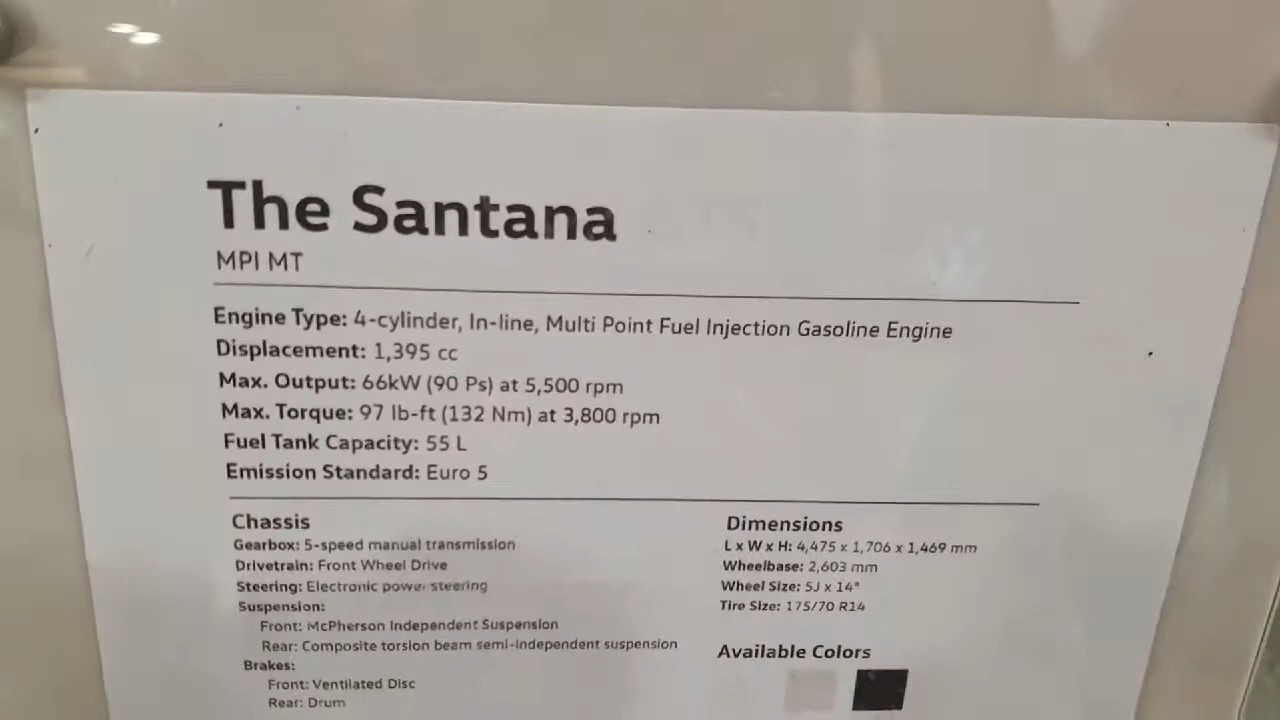 The Santana
MPI MT
Engine Type: 4-cylinder, In-line, Multi Point Fuel Injection Gasoline Engine
Displacement: 1,395 cc
Max. Output: 66kW (90 Ps) at 5,500 rpm
Max. Torque: 97 lb-ft (132 Nm) at 3,800 rpm
Fuel Tank Capacity: 55 L
Emission Standard: Euro 5
Chassis
Gearbox: 5-speed manual transmission
Drivetrain: Front Wheel Drive
Steering: Electronic power steering
Suspension:
Front: McPherson Independent Suspension
Rear: Composite torsion beam semi-independent suspension
Brakes:
Front: Ventilated Disc
Rear: Drum
Dimensions
L x W x H: 4,475 x 1,706 x 1,469 mm
Wheelbase: 2,603 mm
Wheel Size: 5J x 14"
Tire Size: 175/70 R14
Available Colors